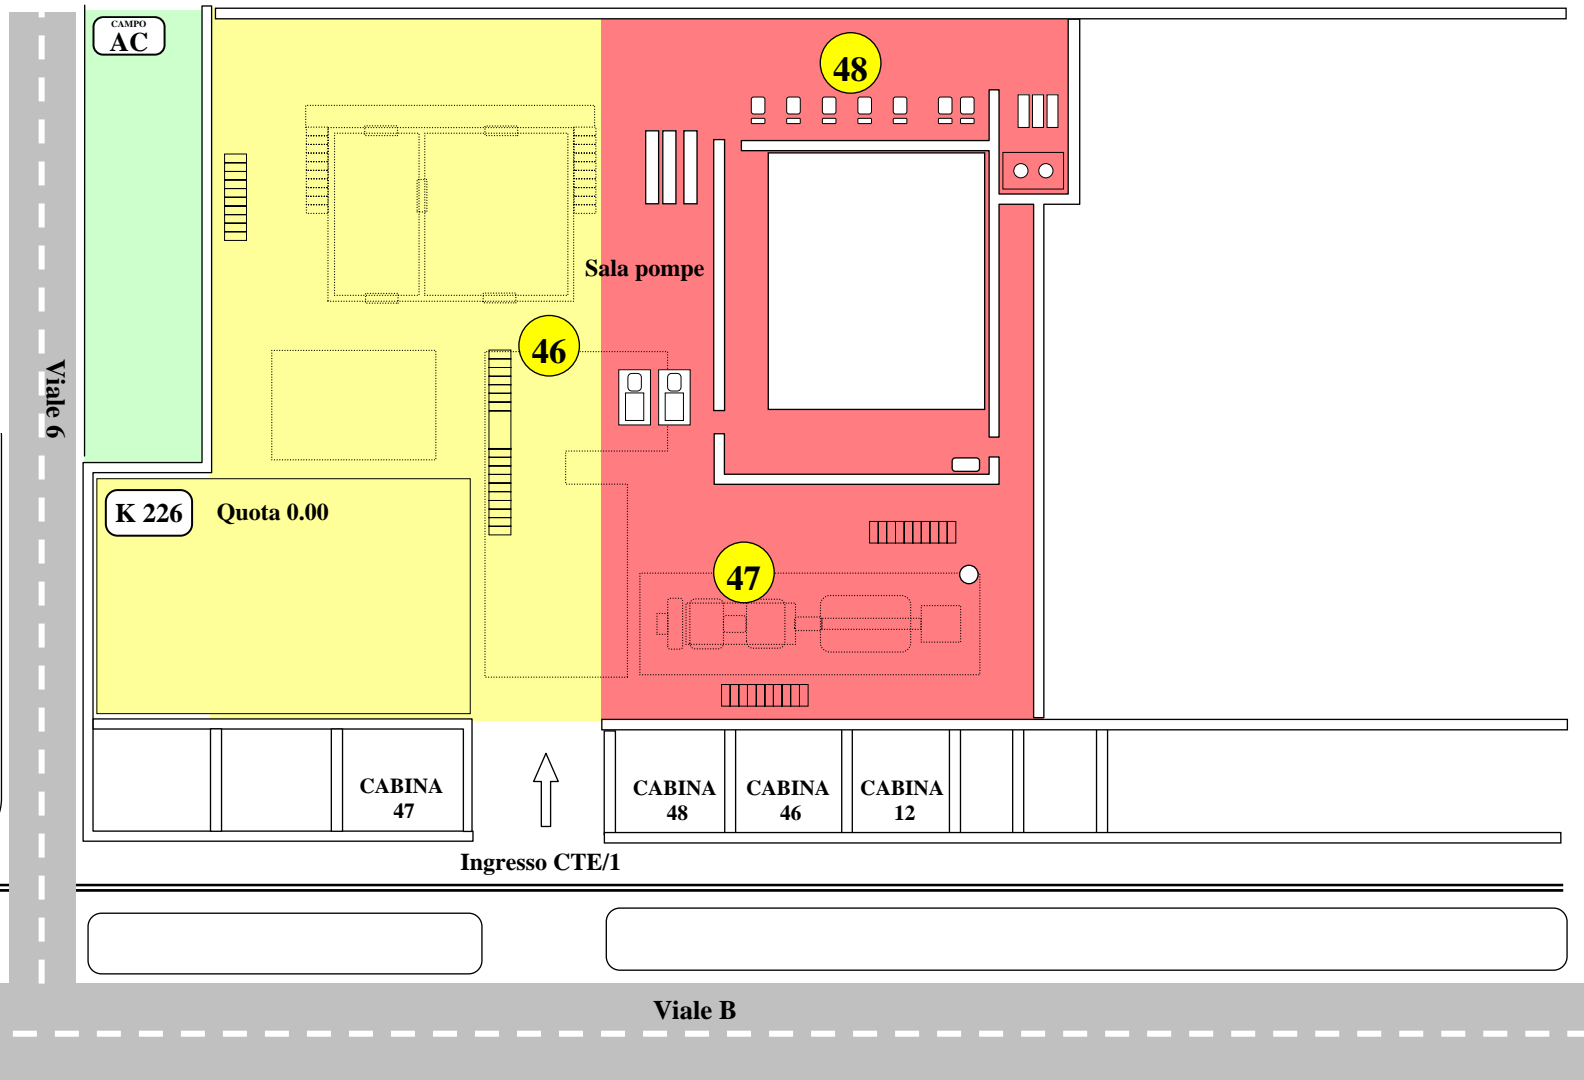 CAMPO
AC
48
Sala pompe
46
Viale 6
K 226
Quota 0.00
47
CABINA
47
CABINA
48
CABINA
46
CABINA
12
Ingresso CTE/1
Viale B